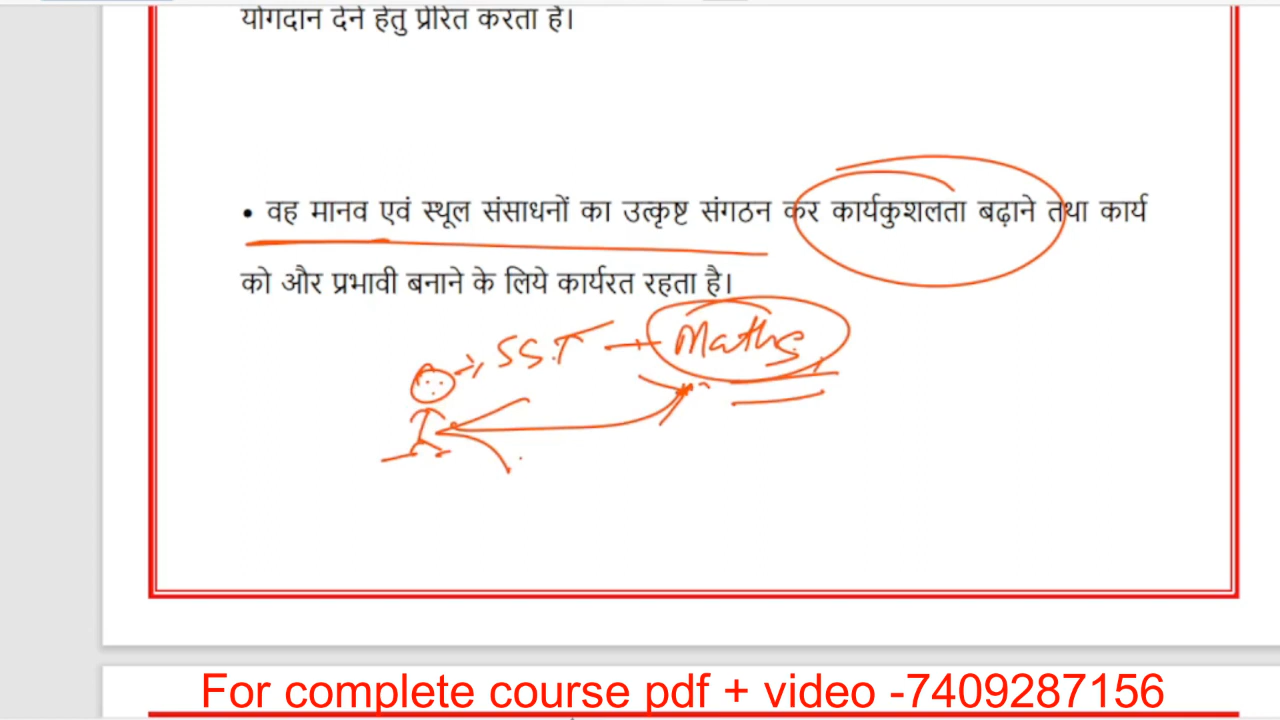 योगदान देने हेतु प्रेरित करता है।
• वह मानव एवं स्थूल संसाधनों का उत्कृष्ट संगठन कर कार्यकुशलता बढ़ाने तथा कार्य
को और प्रभावी बनाने के लिये कार्यरत रहता है।
S.S.T Maths
For complete course pdf + video -7409287156